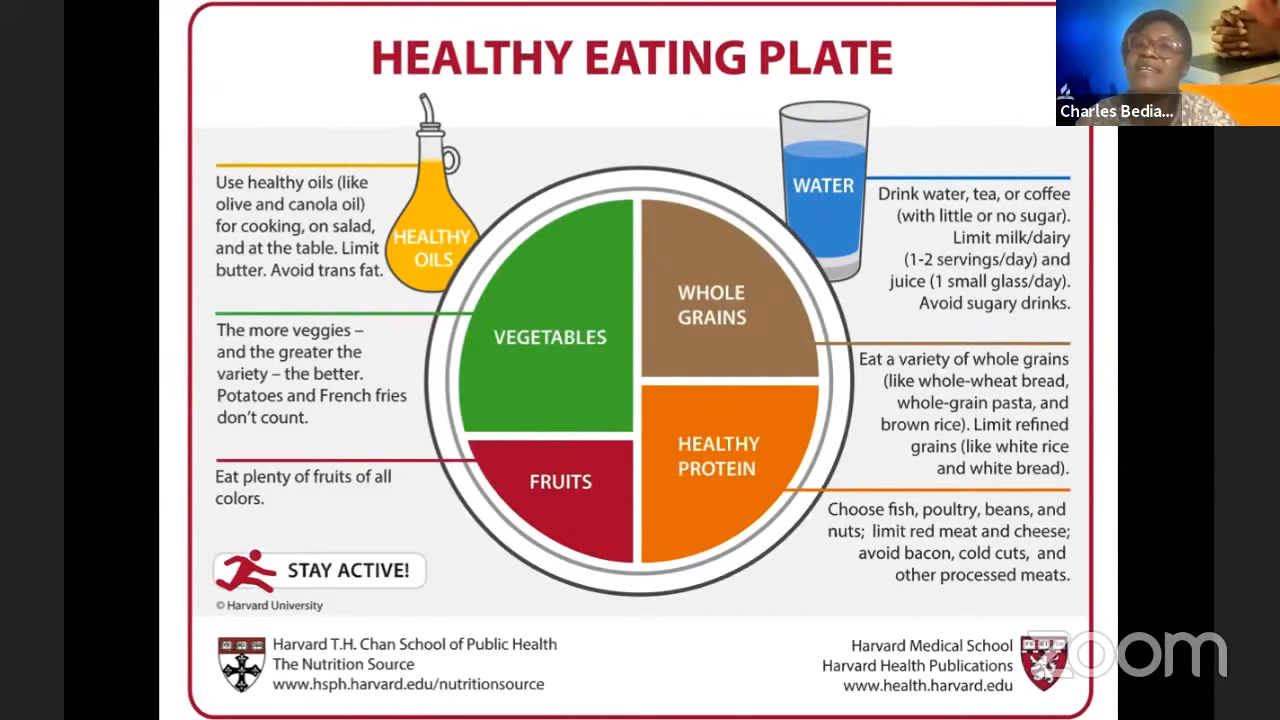 HEALTHY EATING PLATE
Charles Bedia...
Use healthy oils (like
olive and canola oil)
for cooking, on salad,
and at the table. Limit
butter. Avoid trans fat.
HEALTHY
OILS
WATER
Drink water, tea, or coffee
(with little or no sugar).
Limit milk/dairy
(1-2 servings/day) and
juice (1 small glass/day).
Avoid sugary drinks.
The more veggies –
and the greater the
variety – the better.
Potatoes and French fries
don't count.
VEGETABLES
WHOLE
GRAINS
Eat a variety of whole grains
(like whole-wheat bread,
whole-grain pasta, and
brown rice). Limit refined
grains (like white rice
and white bread).
Eat plenty of fruits of all
colors.
FRUITS
HEALTHY
PROTEIN
Choose fish, poultry, beans, and
nuts; limit red meat and cheese;
avoid bacon, cold cuts, and
other processed meats.
STAY ACTIVE!
© Harvard University
Harvard T.H. Chan School of Public Health
The Nutrition Source
www.hsph.harvard.edu/nutritionsource
Harvard Medical School
Harvard Health Publications
www.health.harvard.edu
zoom